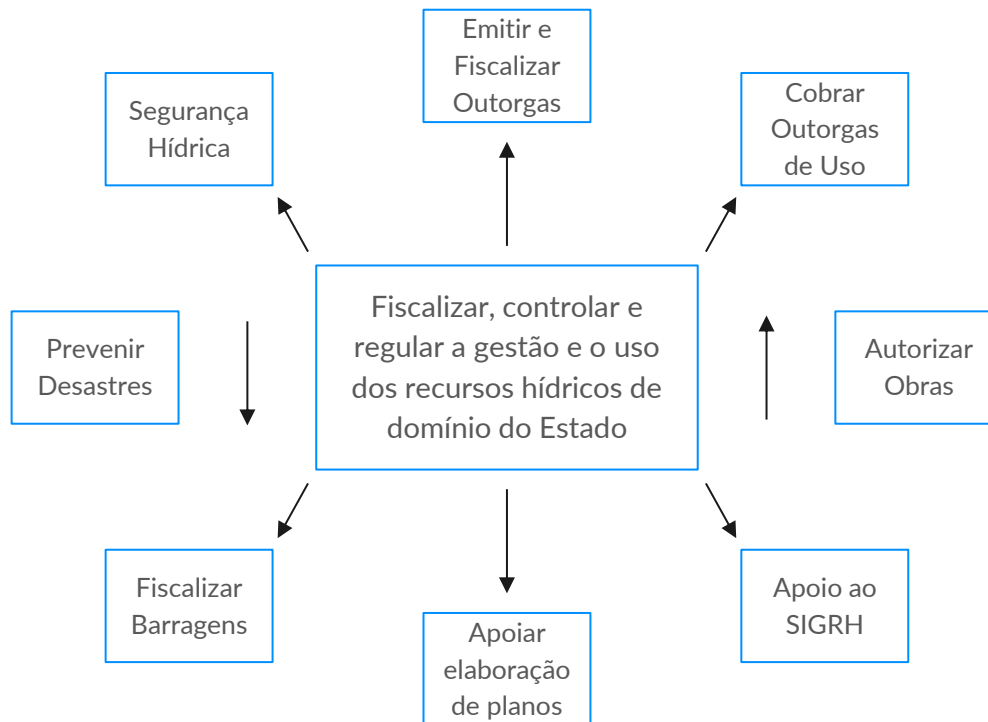 Emitir e
Fiscalizar
Outorgas
Segurança
Hídrica
Cobrar
Outorgas
de Uso
Prevenir
Desastres
Fiscalizar, controlar e
regular a gestão e o uso
dos recursos hídricos de
domínio do Estado
Autorizar
Obras
Fiscalizar
Barragens
Apoiar
elaboração
de planos
Apoio ao
SIGRH